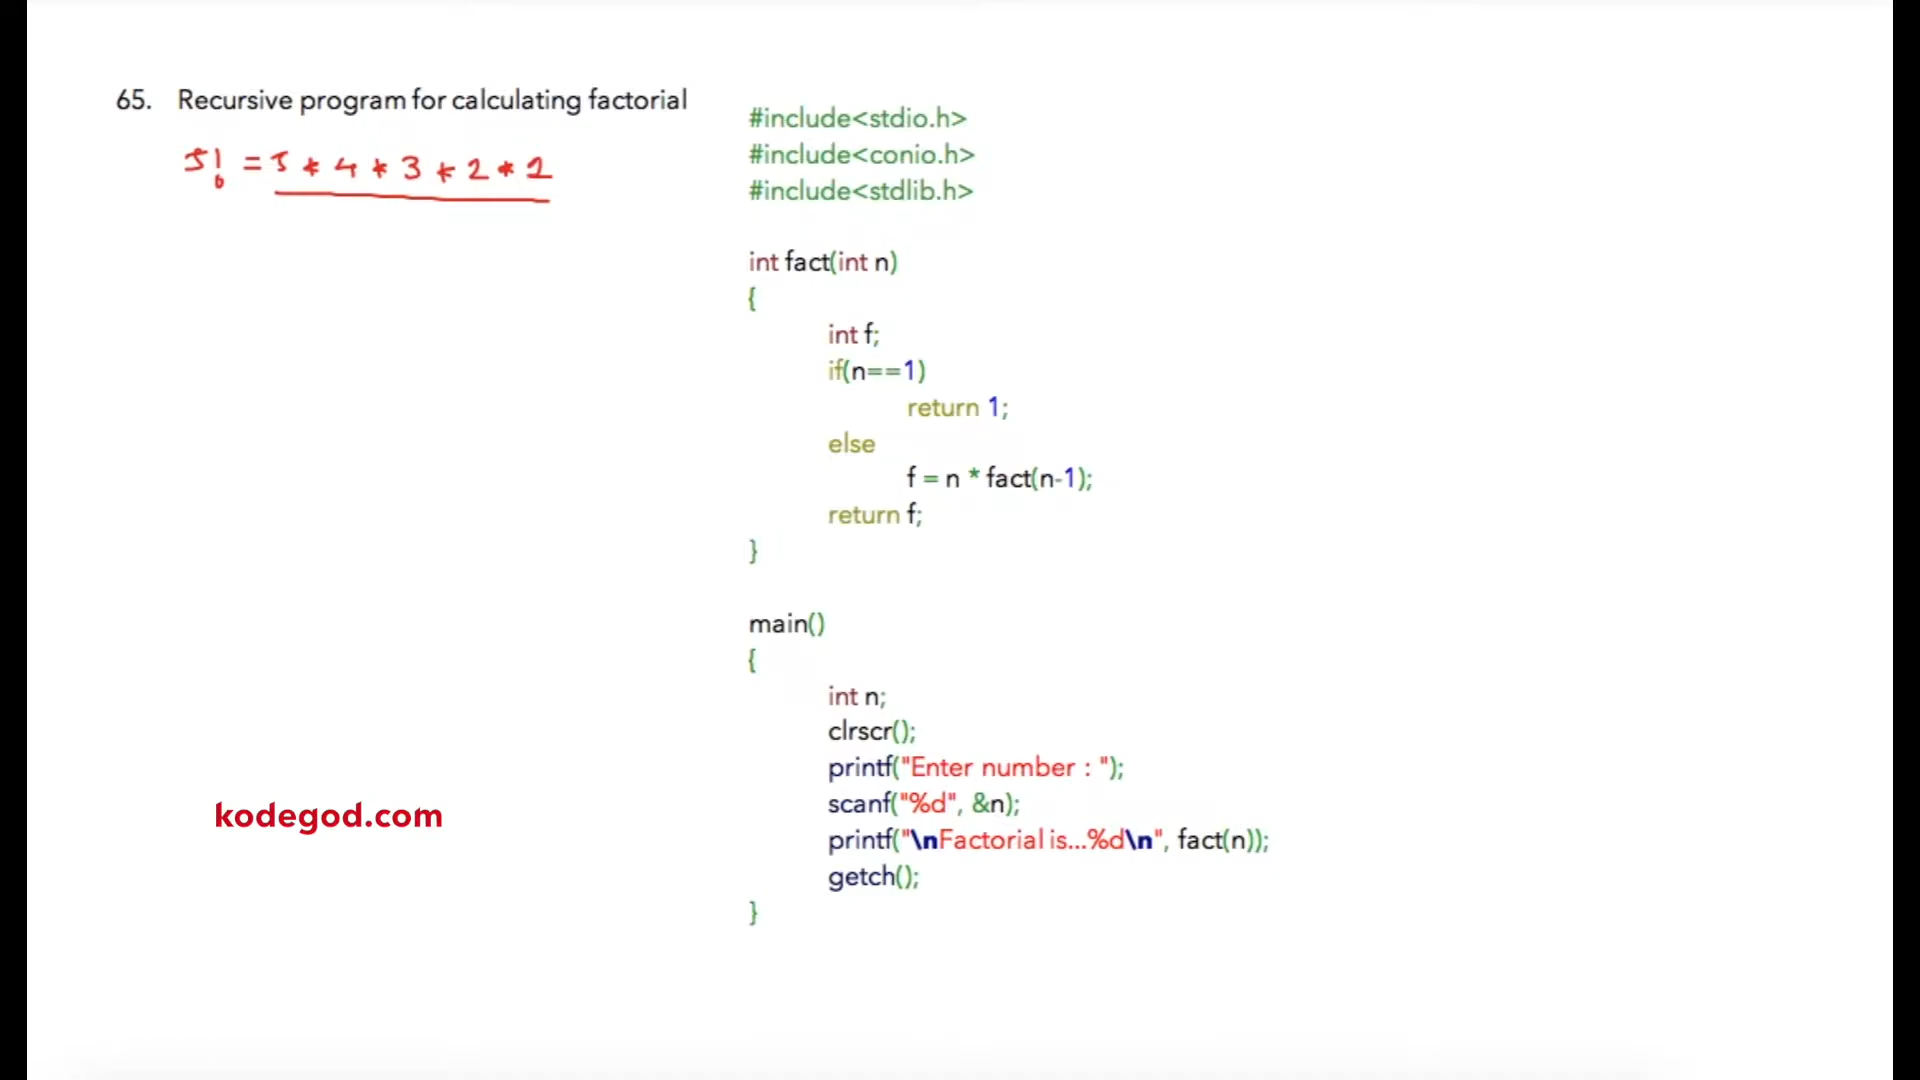 65. Recursive program for calculating factorial
5! = 5 * 4 * 3 * 2 * 1
#include<stdio.h>
#include<conio.h>
#include<stdlib.h>
int fact(int n)
{
int f;
if(n==1)
return 1;
else
f = n * fact(n-1);
return f;
}
main()
{
int n;
clrscr();
printf("Enter number : ");
scanf("%d", &n);
printf("\nFactorial is...%d\n", fact(n));
getch();
}
kodegod.com